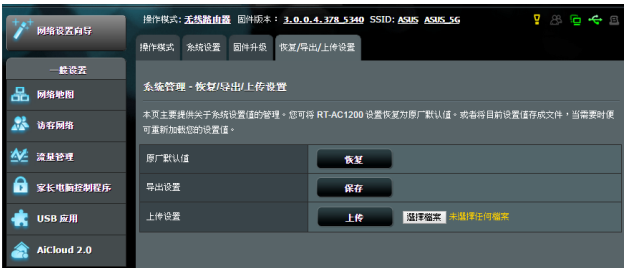 网络设置向导
操作模式: 无线路由器 固件版本: 3.0.0.4.378_5340 SSID: ASUS ASUS_5G
操作模式 系统设置 固件升级 恢复/导出/上传设置
一般设置
网络地图
访客网络
流量管理
家长电脑控制程序
USB 应用
AiCloud 2.0
系统管理 - 恢复/导出/上传设置
本页主要提供关于系统设置值的管理。您可将 RT-AC1200 设置恢复为原厂默认值。或者将目前设置值存成文件，当需要时便
可重新加载您的设置值。
原厂默认值 恢复
导出设置 保存
上传设置 上传 選擇檔案 未選擇任何檔案